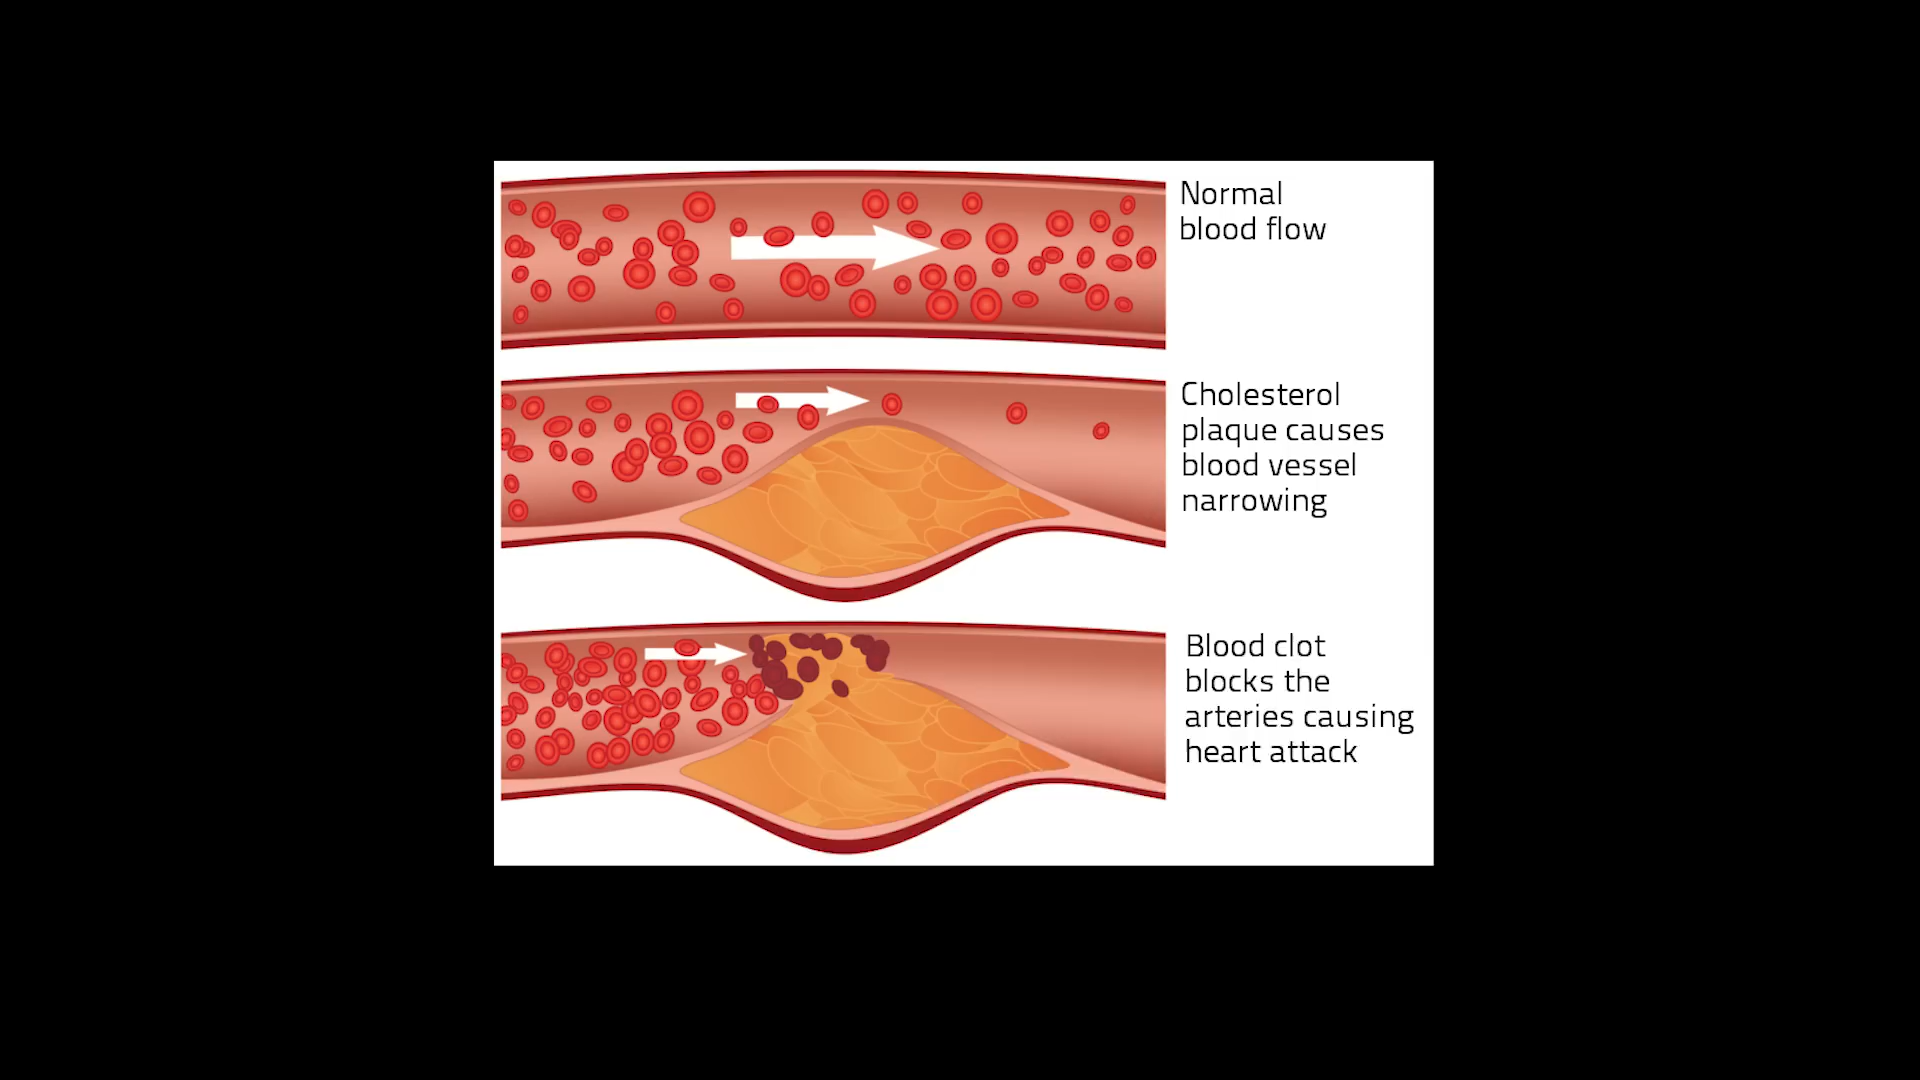 Normal
blood flow
Cholesterol
plaque causes
blood vessel
narrowing
Blood clot
blocks the
arteries causing
heart attack